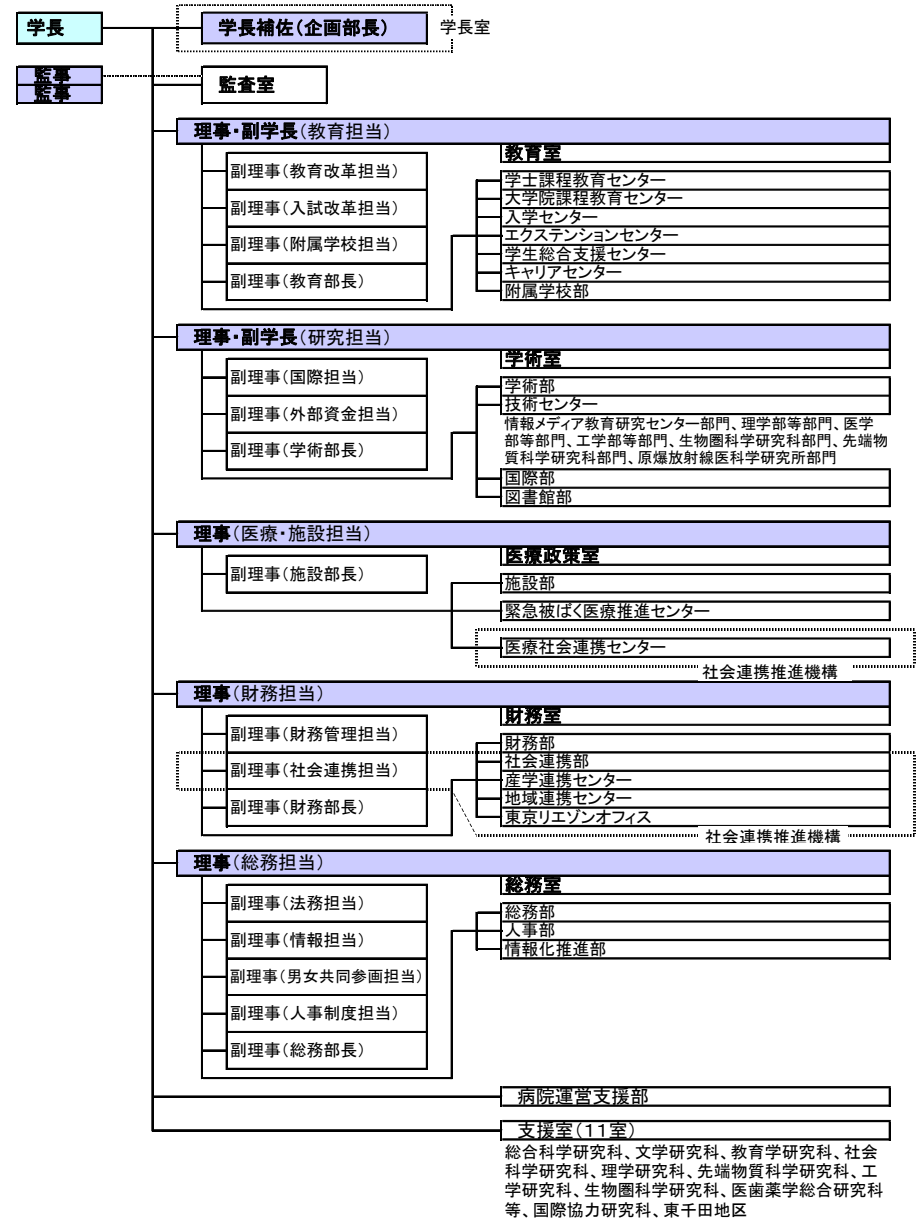 学長
学長補佐(企画部長)
学長室
監事
監事
監査室
理事・副学長(教育担当)
教育室
副理事(教育改革担当)
副理事(入試改革担当)
副理事(附属学校担当)
副理事(教育部長)
学士課程教育センター
大学院課程教育センター
入学センター
エクステンションセンター
学生総合支援センター
キャリアセンター
附属学校部
理事・副学長(研究担当)
学術室
副理事(国際担当)
副理事(外部資金担当)
副理事(学術部長)
学術部
技術センター
情報メディア教育研究センター部門、理学部等部門、医学
部等部門、工学部等部門、生物圏科学研究科部門、先端物
質科学研究科部門、原爆放射線医科学研究所部門
国際部
図書館部
理事(医療・施設担当)
医療政策室
副理事(施設部長)
施設部
緊急被ばく医療推進センター
医療社会連携センター
社会連携推進機構
理事(財務担当)
財務室
副理事(財務管理担当)
副理事(社会連携担当)
副理事(財務部長)
財務部
社会連携部
産学連携センター
地域連携センター
東京リエゾンオフィス
社会連携推進機構
理事(総務担当)
総務室
副理事(法務担当)
副理事(情報担当)
副理事(男女共同参画担当)
副理事(人事制度担当)
副理事(総務部長)
総務部
人事部
情報化推進部
病院運営支援部
支援室(11室)
総合科学研究科、文学研究科、教育学研究科、社会
科学研究科、理学研究科、先端物質科学研究科、工
学研究科、生物圏科学研究科、医歯薬学総合研究科
等、国際協力研究科、東千田地区